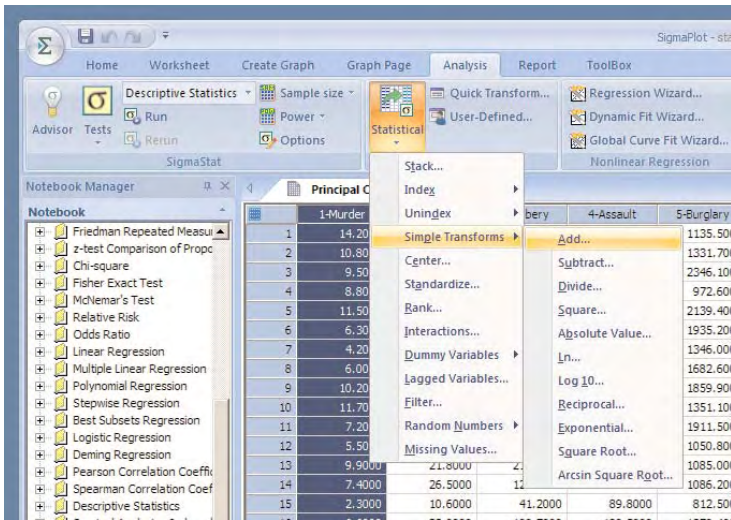 SigmaPlot - sta
Home Worksheet Create Graph Graph Page Analysis Report ToolBox
Advisor
Tests
Descriptive Statistics
Run
Rerun
Sample size
Power
Options
SigmaStat
Statistical
Quick Transform...
User-Defined...
Regression Wizard...
Dynamic Fit Wizard...
Global Curve Fit Wizard...
Nonlinear Regression
Notebook Manager
Notebook
Friedman Repeated Measu
z-test Comparison of Propo
Chi-square
Fisher Exact Test
McNemar's Test
Relative Risk
Odds Ratio
Linear Regression
Multiple Linear Regression
Polynomial Regression
Stepwise Regression
Best Subsets Regression
Logistic Regression
Deming Regression
Pearson Correlation Coeffic
Spearman Correlation Coef
Descriptive Statistics
Principal C
1-Murder bery 4-Assault 5-Burglary
1 14.20 1135.500
2 10.80 1331.700
3 9.50 2346.100
4 8.80 972.600
5 11.50 2139.400
6 6.30 1935.200
7 4.20 1346.000
8 6.00 1682.600
9 10.20 1859.900
10 11.70 1351.100
11 7.20 1911.500
12 5.50 1050.800
13 9.9000 21.8000 2 1085.000
14 7.4000 26.5000 12 1086.200
15 2.3000 10.6000 41.2000 89.8000 812.500
Stack...
Index
Unindex
Simple Transforms
Center...
Standardize...
Rank...
Interactions...
Dummy Variables
Lagged Variables...
Filter...
Random Numbers
Missing Values...
Add...
Subtract...
Divide...
Square...
Absolute Value...
Ln...
Log 10...
Reciprocal...
Exponential...
Square Root...
Arcsin Square Root...